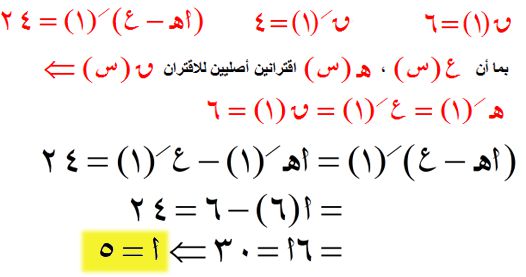 ق(١)=٦ ق´(١)=٤ (أهـ − ع)´(١)=٢٤
بما أن ع(س) ، هـ(س) اقترانين أصليين للاقتران ق(س) ⇐
هـ´(١)=ع´(١)=ق(١)=٦
(أهـ − ع)´(١)=أهـ´(١)−ع´(١)=٢٤
=أ(٦)−٦=٢٤
=٦أ=٣٠⇐أ=٥